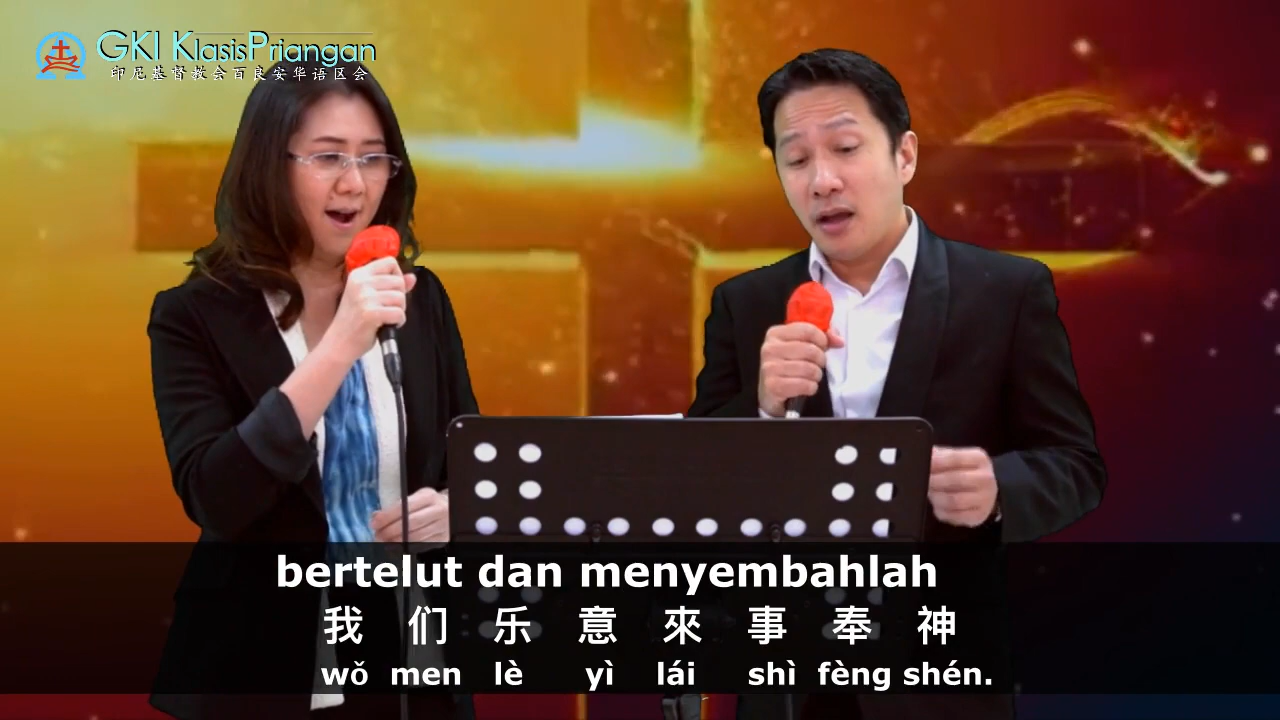 GKI KlasisPriangan
印尼基督教会百良安华语区会
bertelut dan menyembahlah
我们乐意來事奉神
wǒ men lè yì lái shì fèng shén.